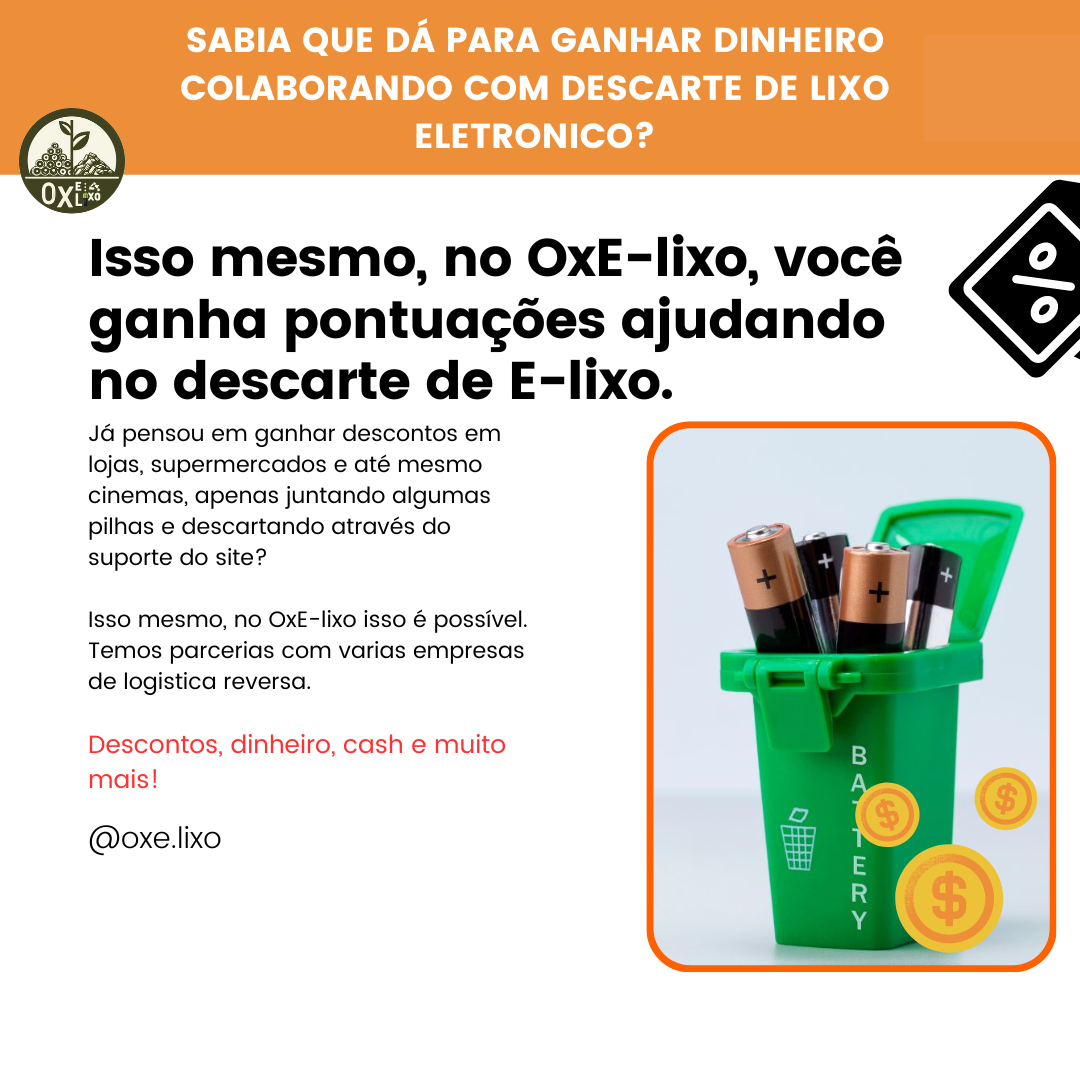 SABIA QUE DÁ PARA GANHAR DINHEIRO
COLABORANDO COM DESCARTE DE LIXO
ELETRONICO?
OXE LIXO
%
Isso mesmo, no OxE-lixo, você
ganha pontuações ajudando
no descarte de E-lixo.
Já pensou em ganhar descontos em
lojas, supermercados e até mesmo
cinemas, apenas juntando algumas
pilhas e descartando através do
suporte do site?
Isso mesmo, no OxE-lixo isso é possível.
Temos parcerias com varias empresas
de logistica reversa.
Descontos, dinheiro, cash e muito
mais!
@oxe.lixo
+ + + +
BATTERY
$ $
$